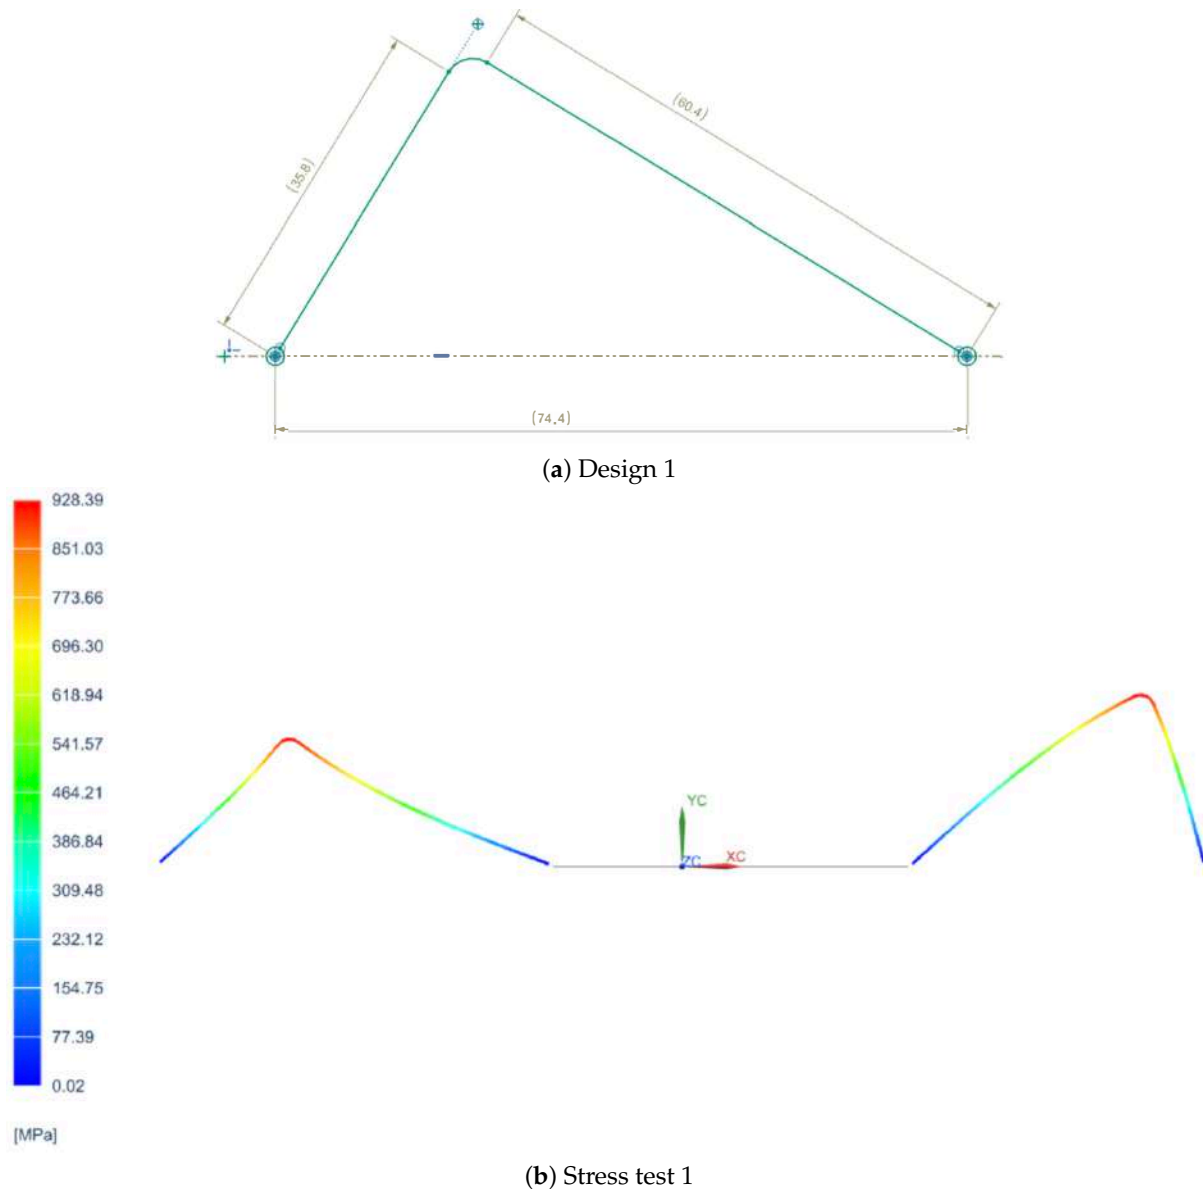 (35.8)
(60.4)
(74.4)
(a) Design 1
928.39
851.03
773.66
696.30
618.94
541.57
464.21
386.84
309.48
232.12
154.75
77.39
0.02
[MPa]
YC
ZC
XC
(b) Stress test 1